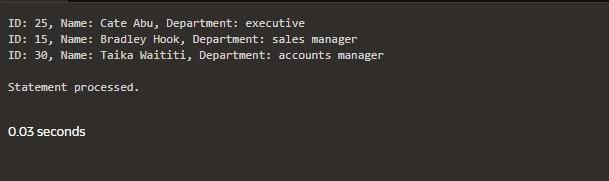 ID: 25, Name: Cate Abu, Department: executive
ID: 15, Name: Bradley Hook, Department: sales manager
ID: 30, Name: Taika Waititi, Department: accounts manager
Statement processed.
0.03 seconds